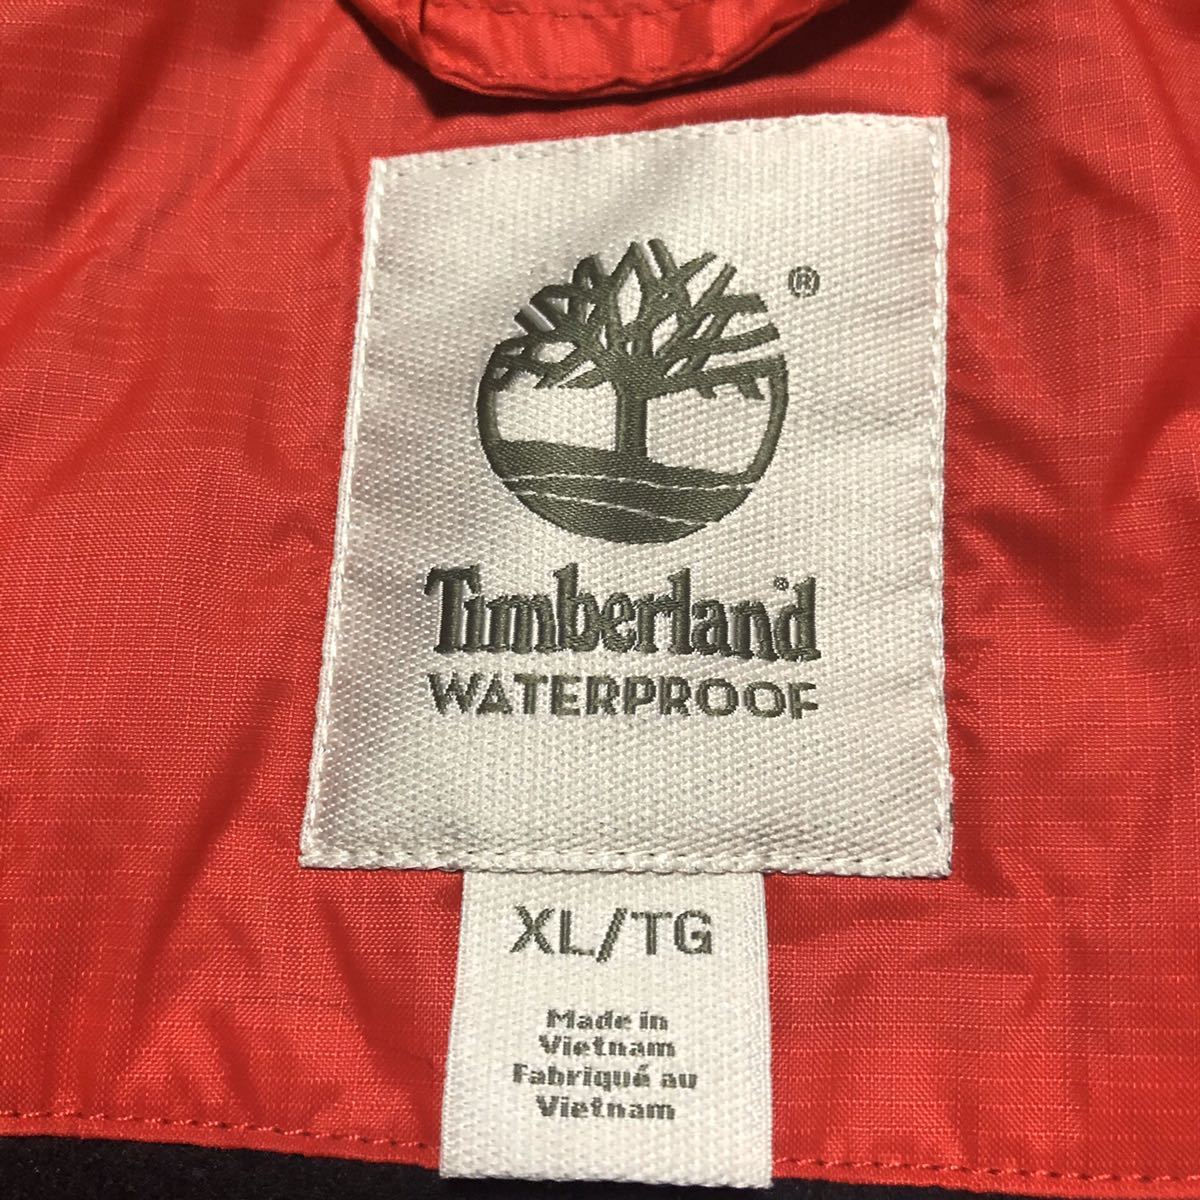 ®
Timberland®
WATERPROOF
XL/TG
Made in
Vietnam
Fabriqué au
Vietnam